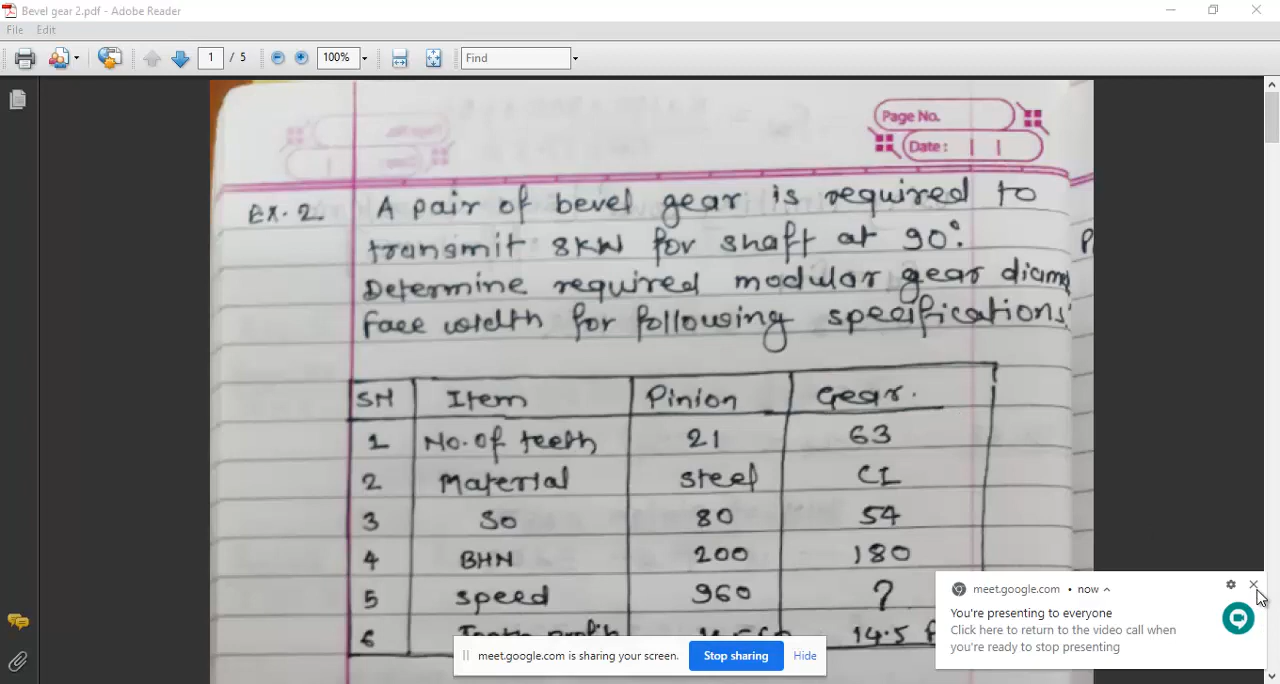 Bevel gear 2.pdf - Adobe Reader
File Edit
1 / 5 100% Find
Page No.
Date :
Ex. 2. A pair of bevel gear is required to
transmit 8kW for shaft at 90°.
Determine required modular gear diam
face width for following specifications
SN Item Pinion Gear.
1 No. of teeth 21 63
2 Material Steel CI
3 So 80 54
4 BHN 200 180
5 Speed 960 ?
6 14.5
meet.google.com • now
You're presenting to everyone
Click here to return to the video call when
you're ready to stop presenting
meet.google.com is sharing your screen. Stop sharing Hide